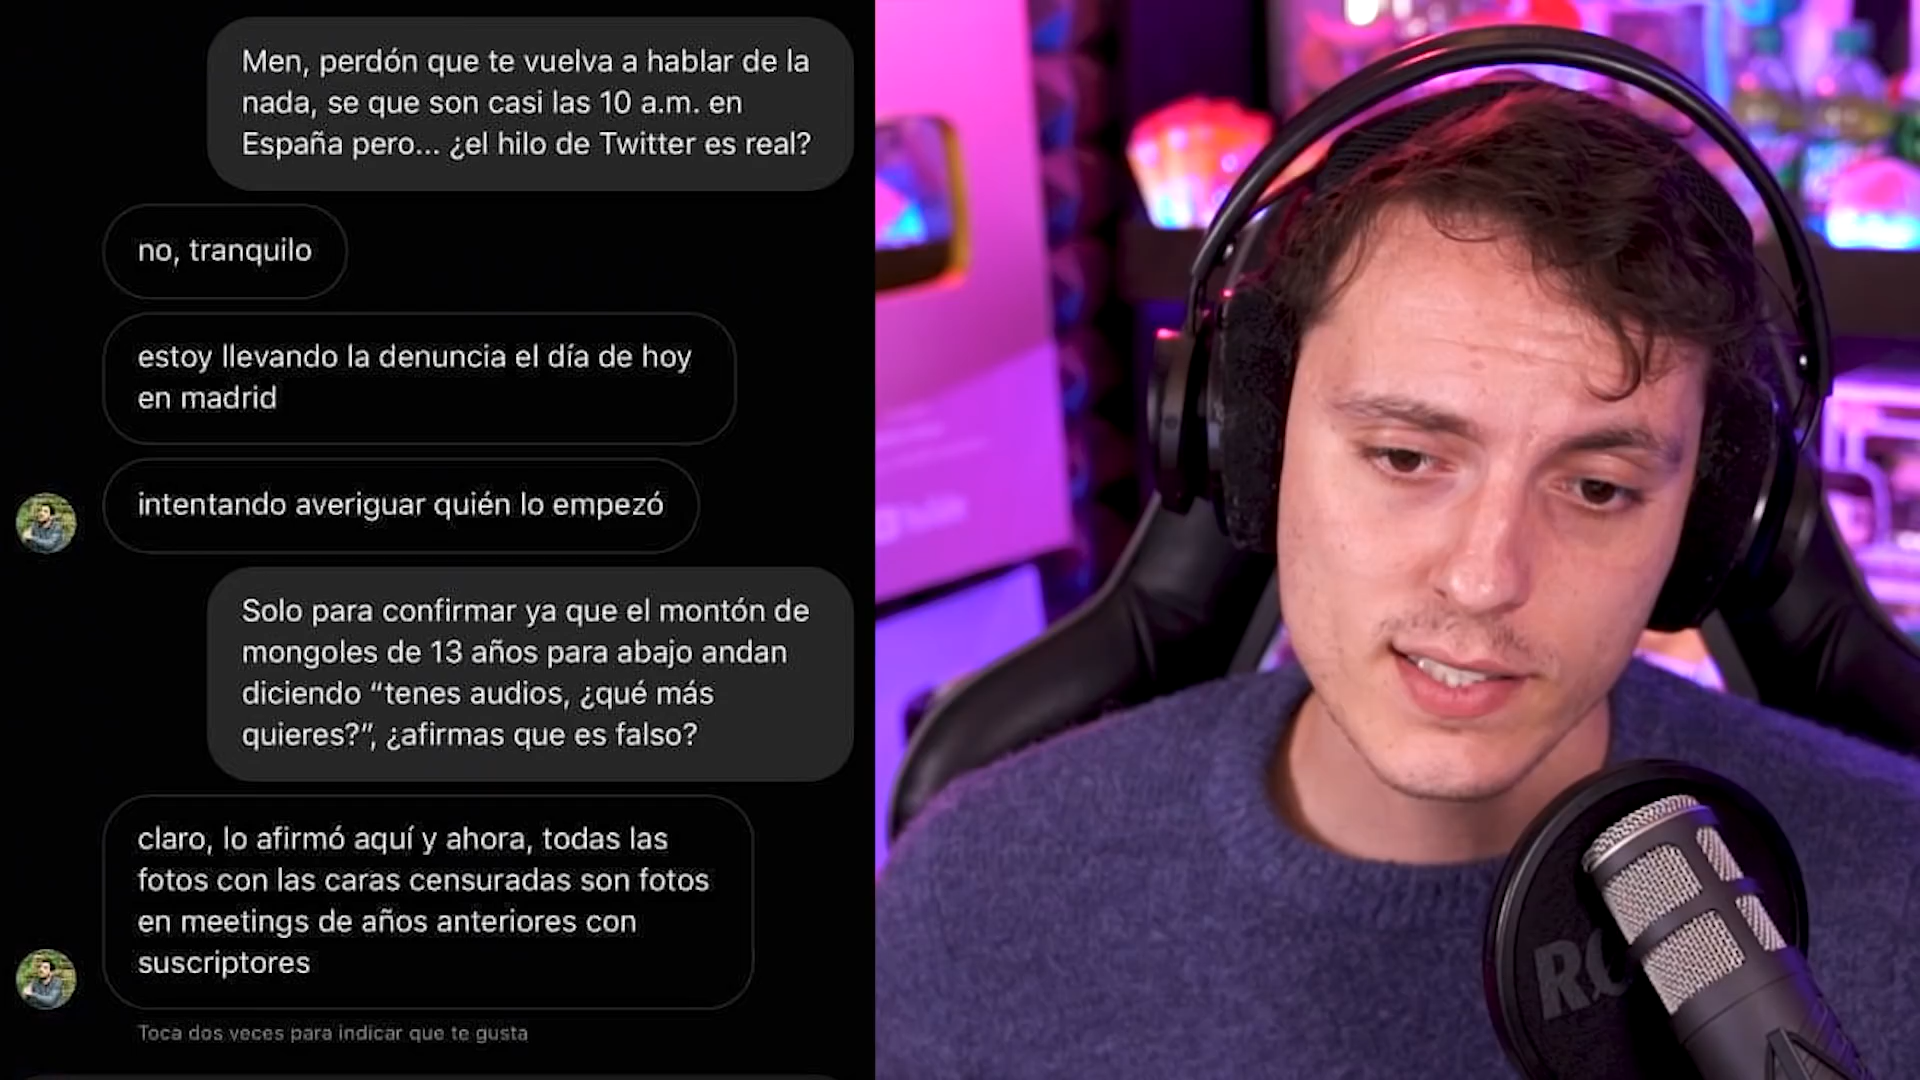 Men, perdón que te vuelva a hablar de la
nada, se que son casi las 10 a.m. en
España pero... ¿el hilo de Twitter es real?
no, tranquilo
estoy llevando la denuncia el día de hoy
en madrid
intentando averiguar quién lo empezó
Solo para confirmar ya que el montón de
mongoles de 13 años para abajo andan
diciendo “tenes audios, ¿qué más
quieres?”, ¿afirmas que es falso?
claro, lo afirmó aquí y ahora, todas las
fotos con las caras censuradas son fotos
en meetings de años anteriores con
suscriptores
Toca dos veces para indicar que te gusta